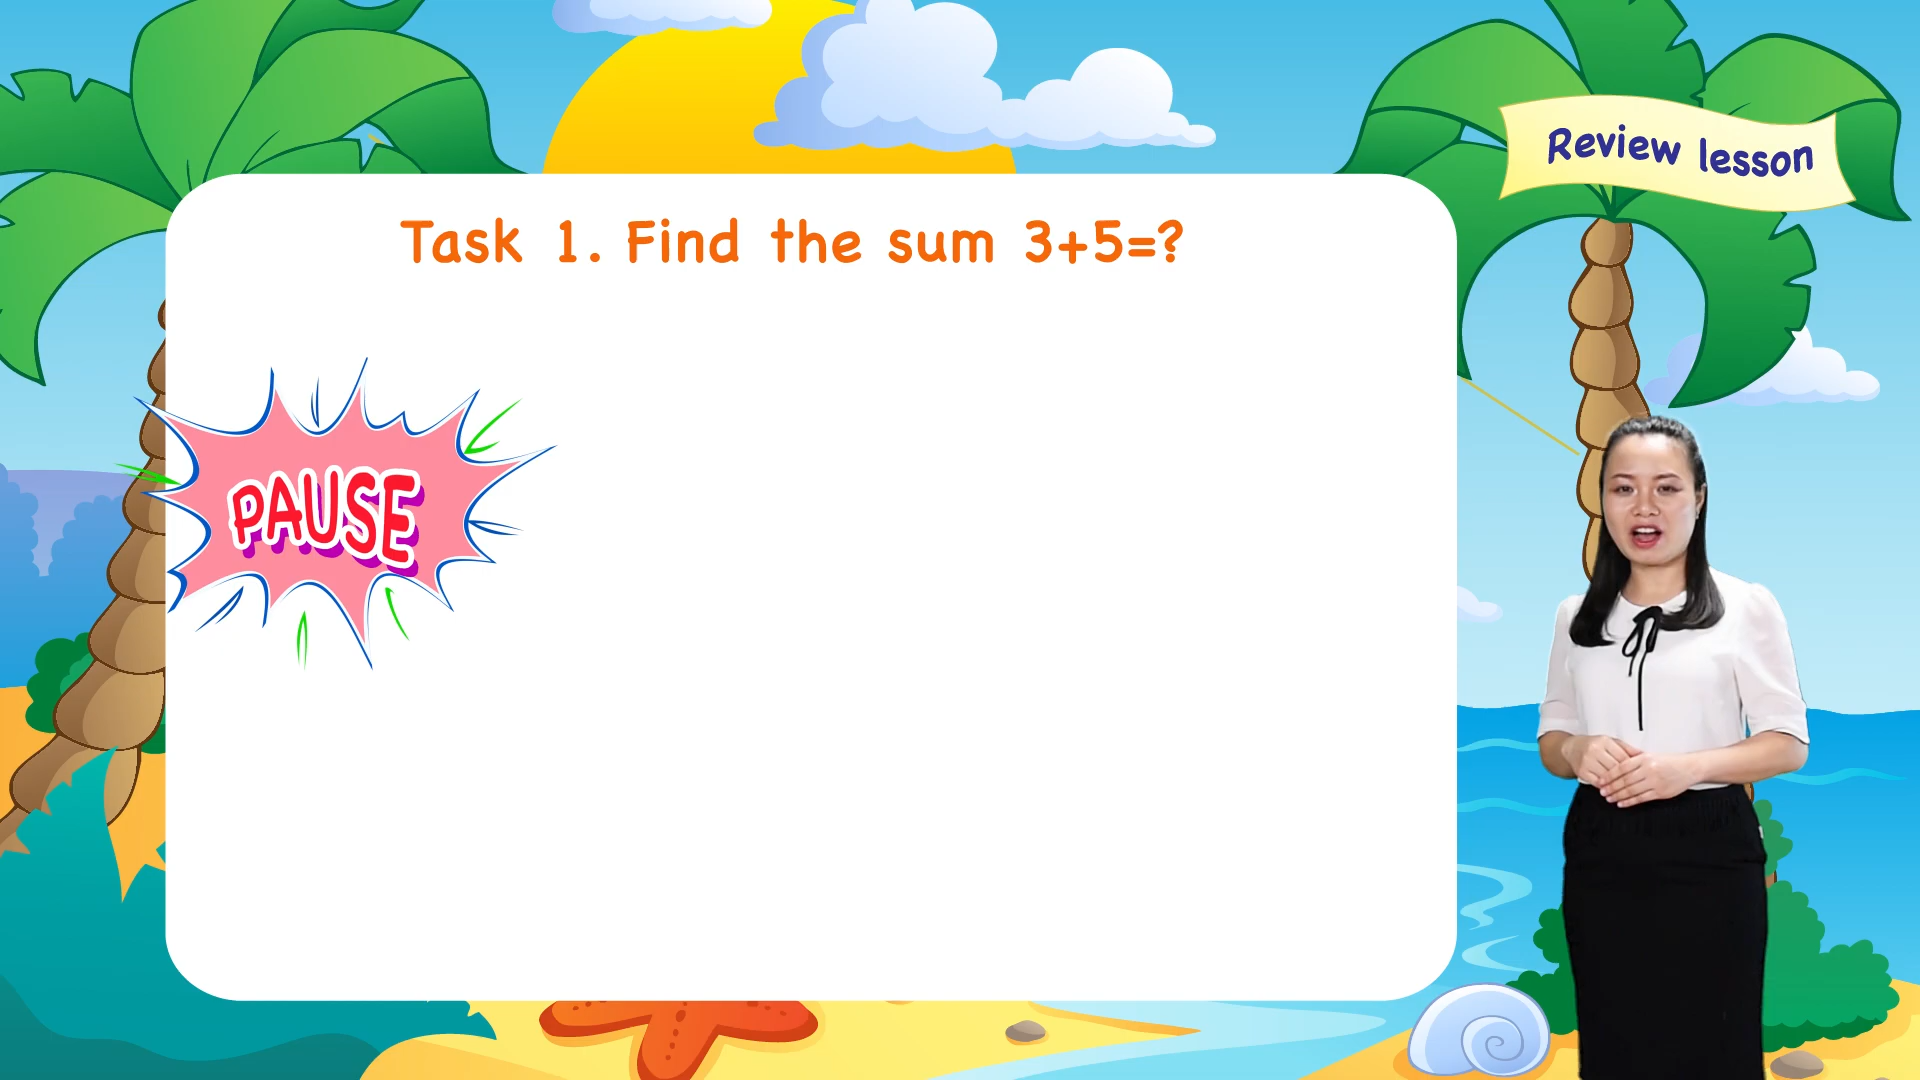 Review lesson
Task 1. Find the sum 3+5=?
PAUSE